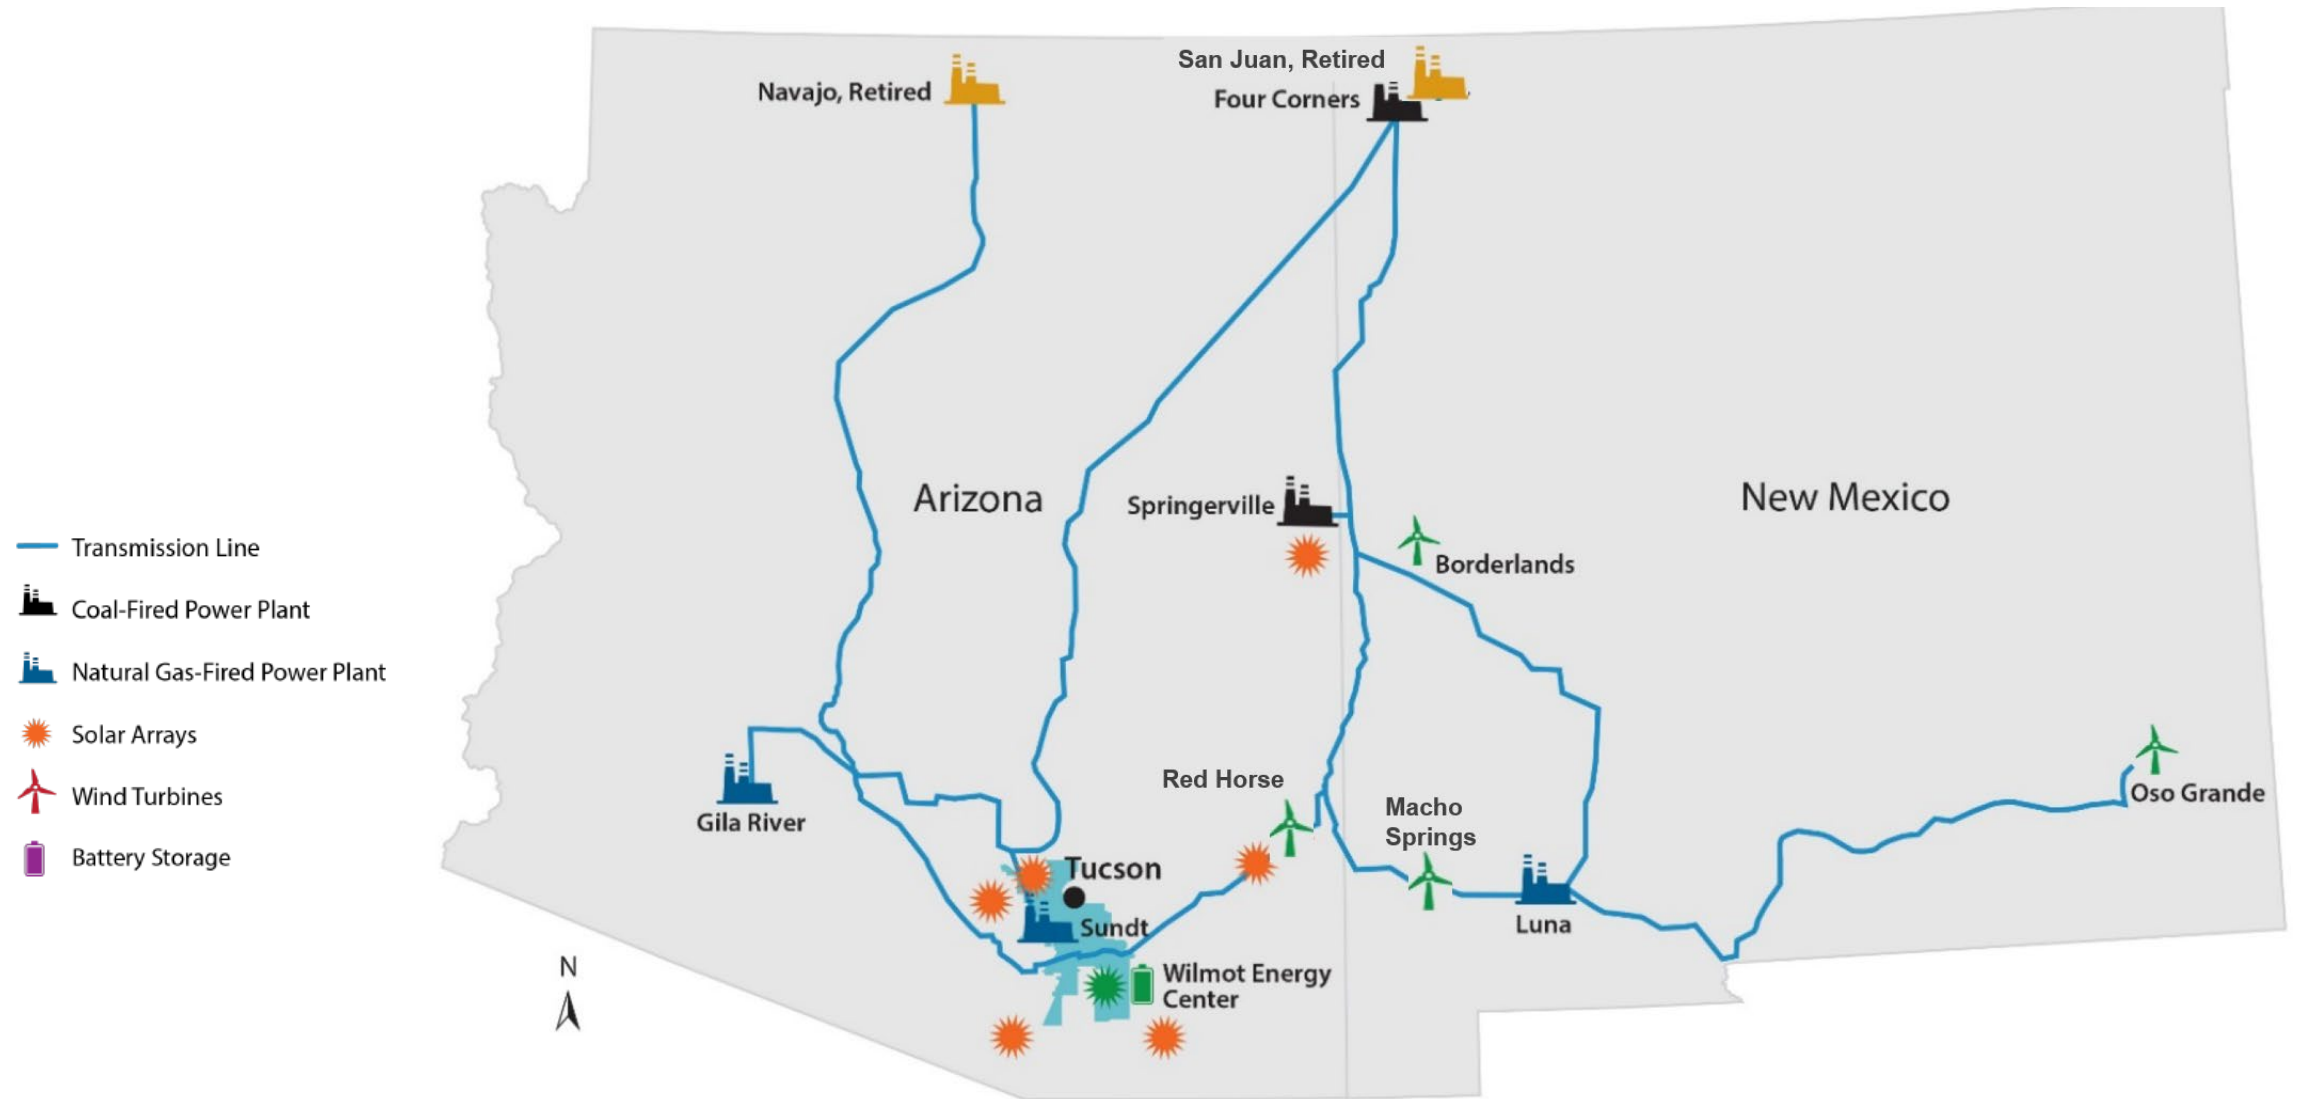 San Juan, Retired
Navajo, Retired
Four Corners
Arizona
New Mexico
Springerville
Borderlands
Transmission Line
Coal-Fired Power Plant
Natural Gas-Fired Power Plant
Solar Arrays
Wind Turbines
Battery Storage
Red Horse
Macho
Springs
Oso Grande
Gila River
Tucson
Sundt
Luna
Wilmot Energy
Center
N